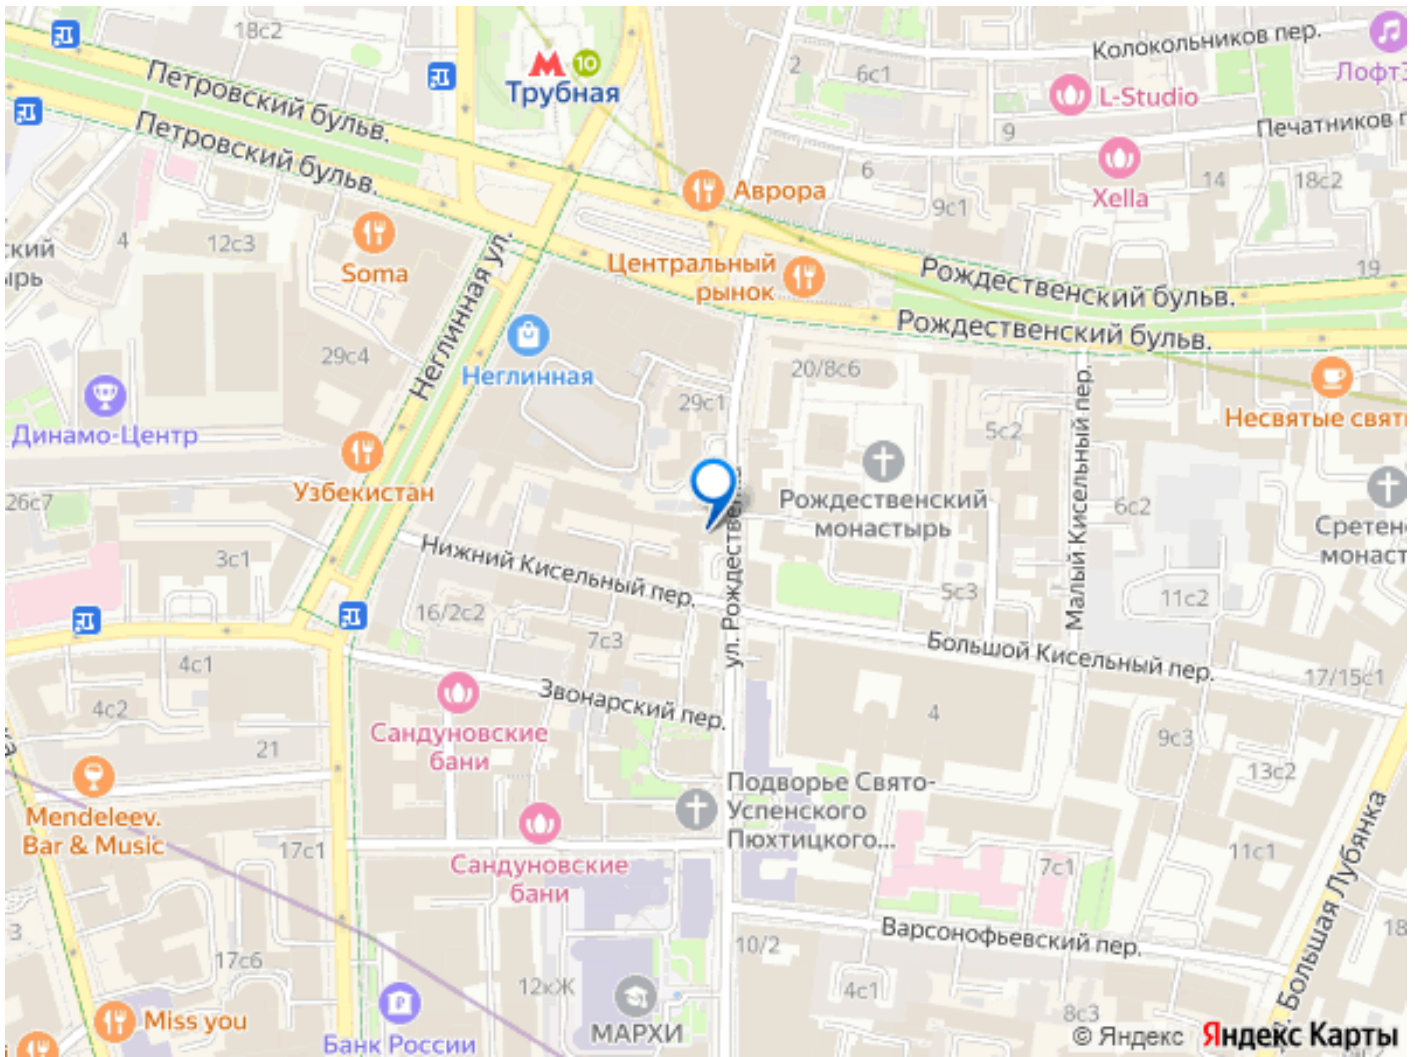 18с2
Петровский бульв.
Петровский бульв.
10
Трубная
2
6с1
Колокольников пер.
L-Studio
9
Печатников
6
Xella
14
18с2
9с1
Аврора
4
12с3
Soma
Неглинная ул.
Центральный
рынок
Рождественский бульв.
Рождественский бульв.
19
29с4
Неглинная
29с1
20/8с6
Динамо-Центр
5с2
Малый Кисельный пер.
Несвятые
Узбекистан
26с7
Рождественский
монастырь
6с2
3с1
Нижний Кисельный пер.
16/2с2
7с3
5с3
11с2
ул.
Большой Кисельный пер.
17/15с1
4с1
4с2
21
Звонарский пер.
Сандуновские
бани
4
9с3
13с2
Mendeleev.
Bar & Music
17с1
Подворье Свято-
Успенского
Пюхтицкого...
Сандуновские
бани
7с1
11с1
Большая Лубянка
3
17с6
10/2
Варсонофьевский пер.
18
12кЖ
4с1
8с3
Miss you
Банк России
МАРХИ
© Яндекс Яндекс Карты